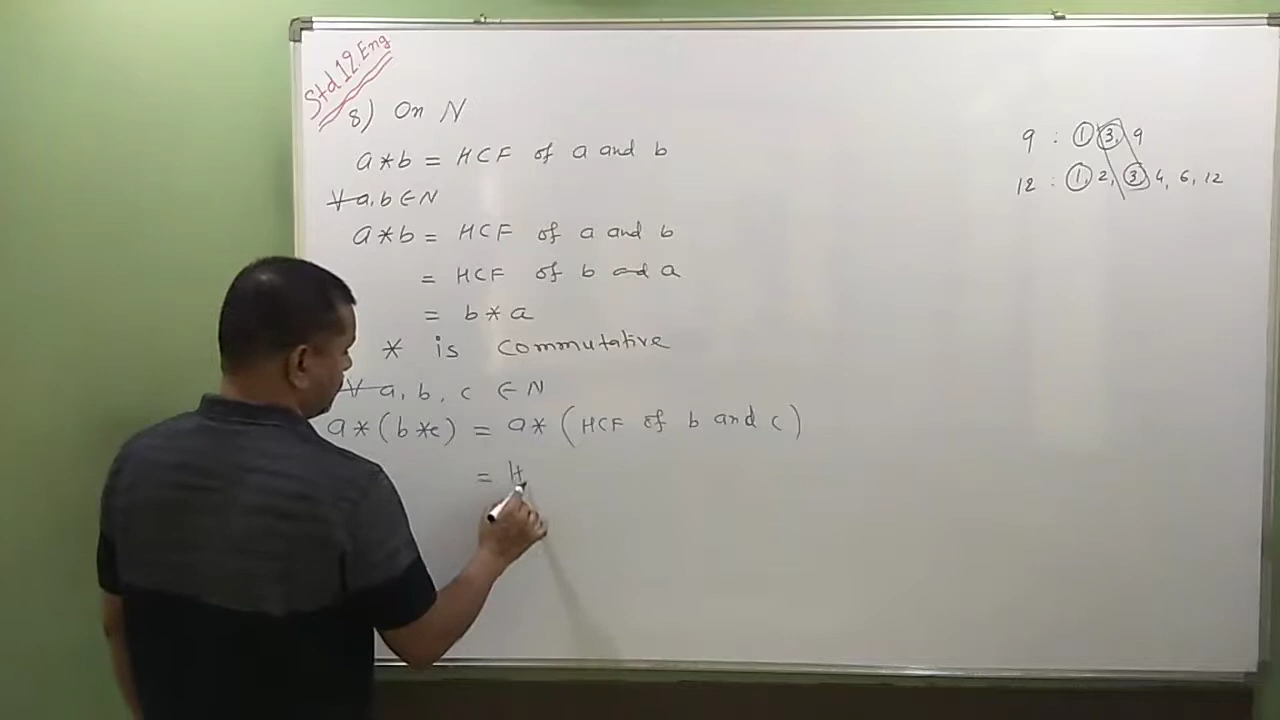 Std 12. Eng
8) On N
a * b = HCF of a and b
∀ a, b ∈ N
a * b = HCF of a and b
= HCF of b and a
= b * a
* is commutative
∀ a, b, c ∈ N
a * (b * c) = a * (HCF of b and c)
= H
9 : 1 3, 9
12 : 1, 2, 3, 4, 6, 12